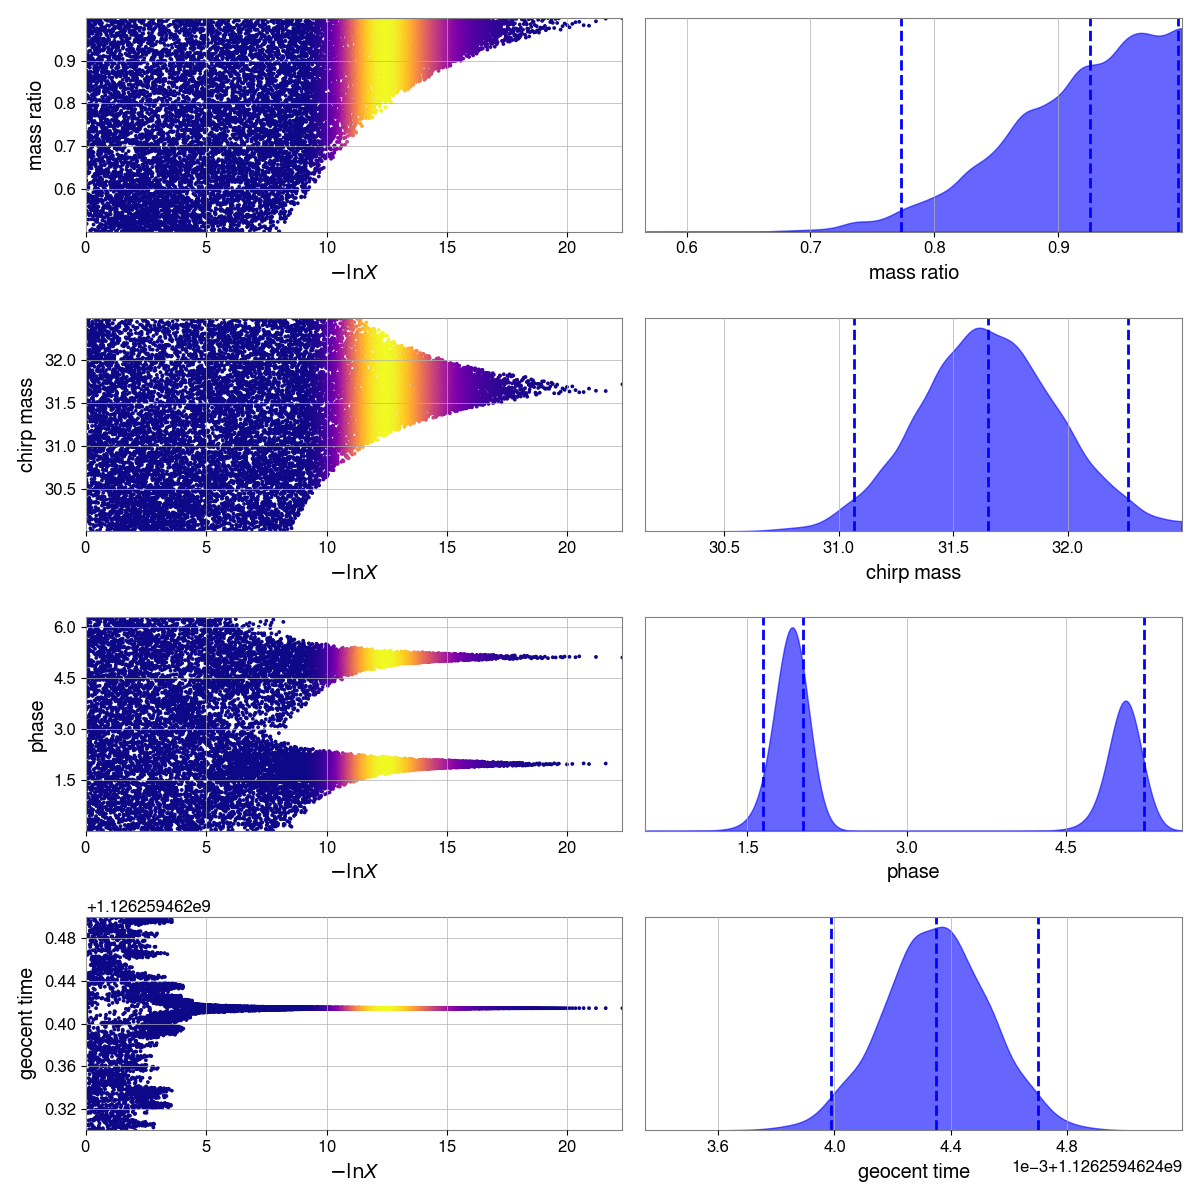 0.9
0.8
0.7
0.6
mass ratio
0 5 10 15 20
−lnX
0.6 0.7 0.8 0.9
mass ratio
32.0
31.5
31.0
30.5
chirp mass
0 5 10 15 20
−lnX
30.5 31.0 31.5 32.0
chirp mass
6.0
4.5
3.0
1.5
phase
0 5 10 15 20
−lnX
1.5 3.0 4.5
phase
+1.126259462e9
0.48
0.44
0.40
0.36
0.32
geocent time
0 5 10 15 20
−lnX
3.6 4.0 4.4 4.8
geocent time
1e−3+1.1262594624e9